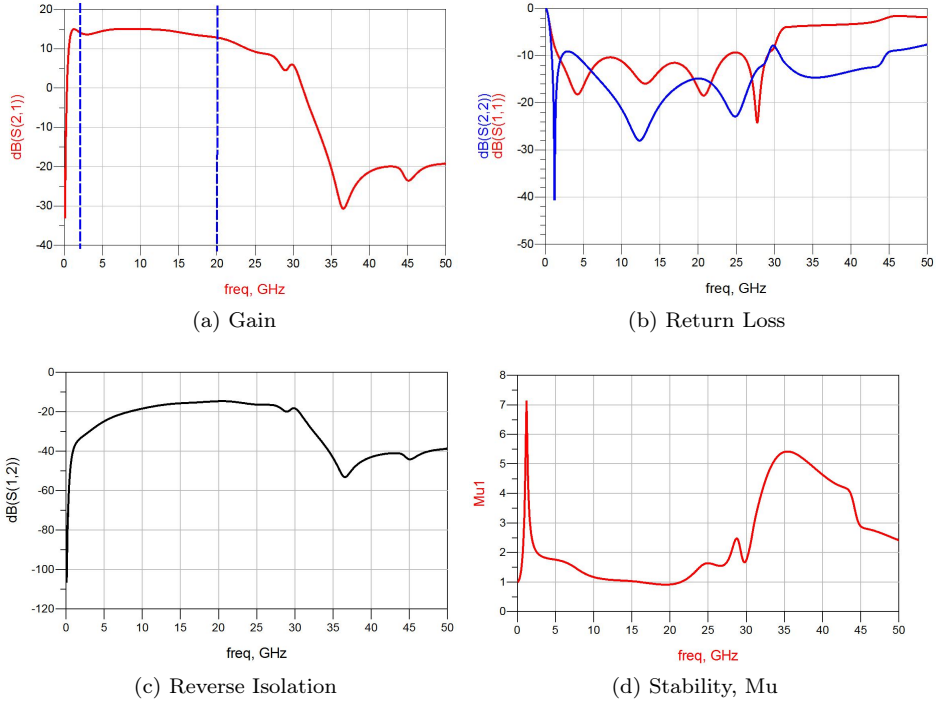 20
10
0
-10
-20
-30
-40
dB(S(2,1))
0 5 10 15 20 25 30 35 40 45 50
freq, GHz
(a) Gain
0
-10
-20
-30
-40
-50
dB(S(2,2))
dB(S(1,1))
0 5 10 15 20 25 30 35 40 45 50
freq, GHz
(b) Return Loss
0
-20
-40
-60
-80
-100
-120
dB(S(1,2))
0 5 10 15 20 25 30 35 40 45 50
freq, GHz
(c) Reverse Isolation
8
7
6
5
4
3
2
1
0
Mu1
0 5 10 15 20 25 30 35 40 45 50
freq, GHz
(d) Stability, Mu